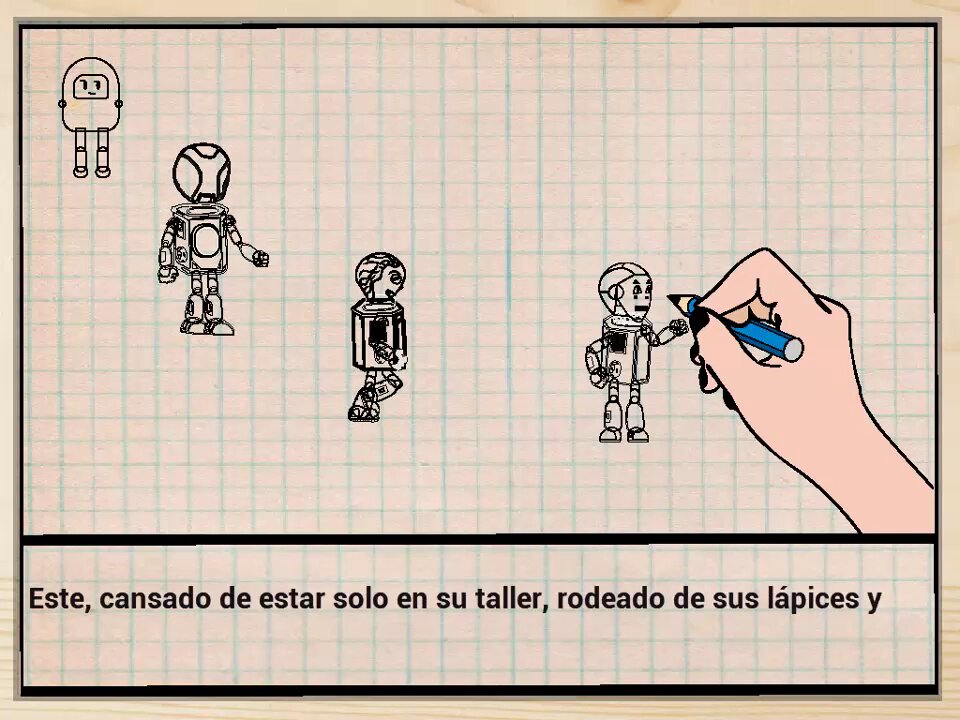 Este, cansado de estar solo en su taller, rodeado de sus lápices y